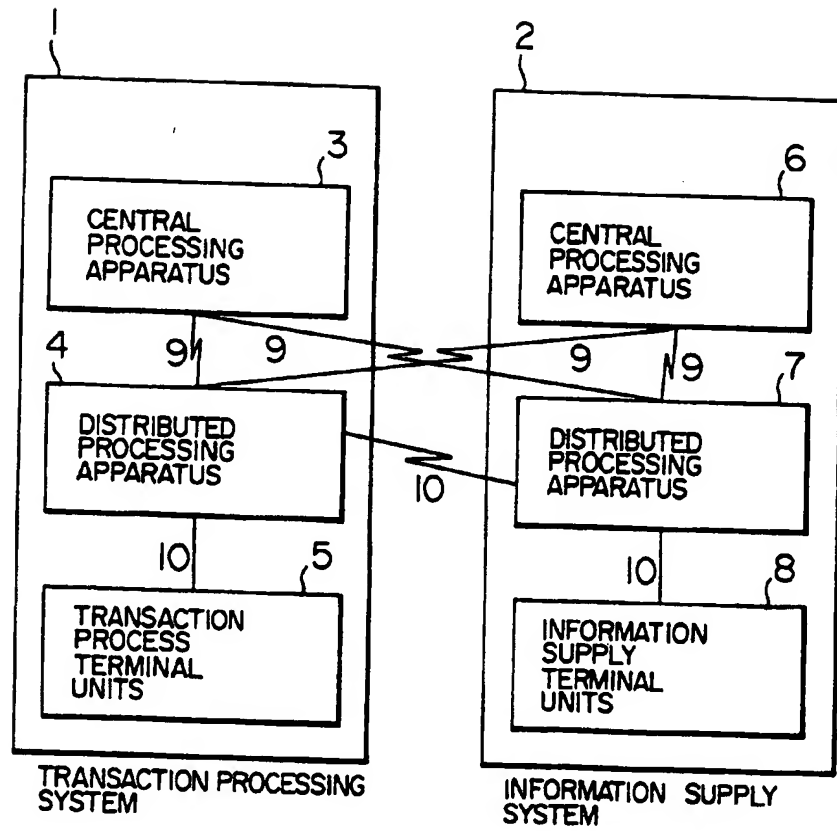 1
2
3
6
CENTRAL
PROCESSING
APPARATUS
CENTRAL
PROCESSING
APPARATUS
4
9
9
9
9
7
DISTRIBUTED
PROCESSING
APPARATUS
DISTRIBUTED
PROCESSING
APPARATUS
10
10
5
10
8
TRANSACTION
PROCESS
TERMINAL
UNITS
INFORMATION
SUPPLY
TERMINAL
UNITS
TRANSACTION PROCESSING
SYSTEM
INFORMATION SUPPLY
SYSTEM